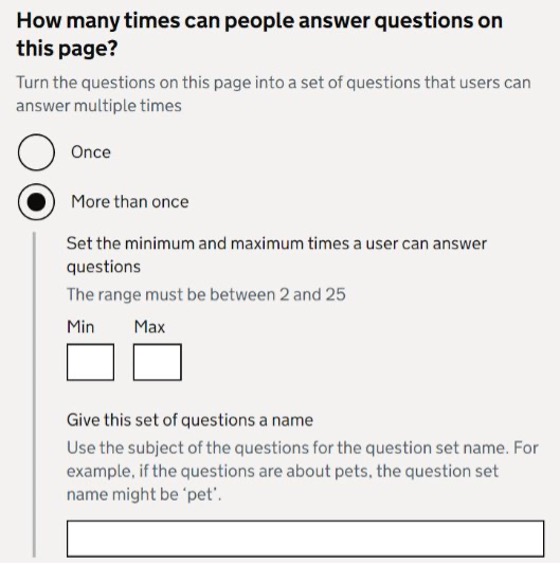 How many times can people answer questions on
this page?
Turn the questions on this page into a set of questions that users can
answer multiple times
Once
More than once
Set the minimum and maximum times a user can answer
questions
The range must be between 2 and 25
Min Max
Give this set of questions a name
Use the subject of the questions for the question set name. For
example, if the questions are about pets, the question set
name might be ‘pet’.